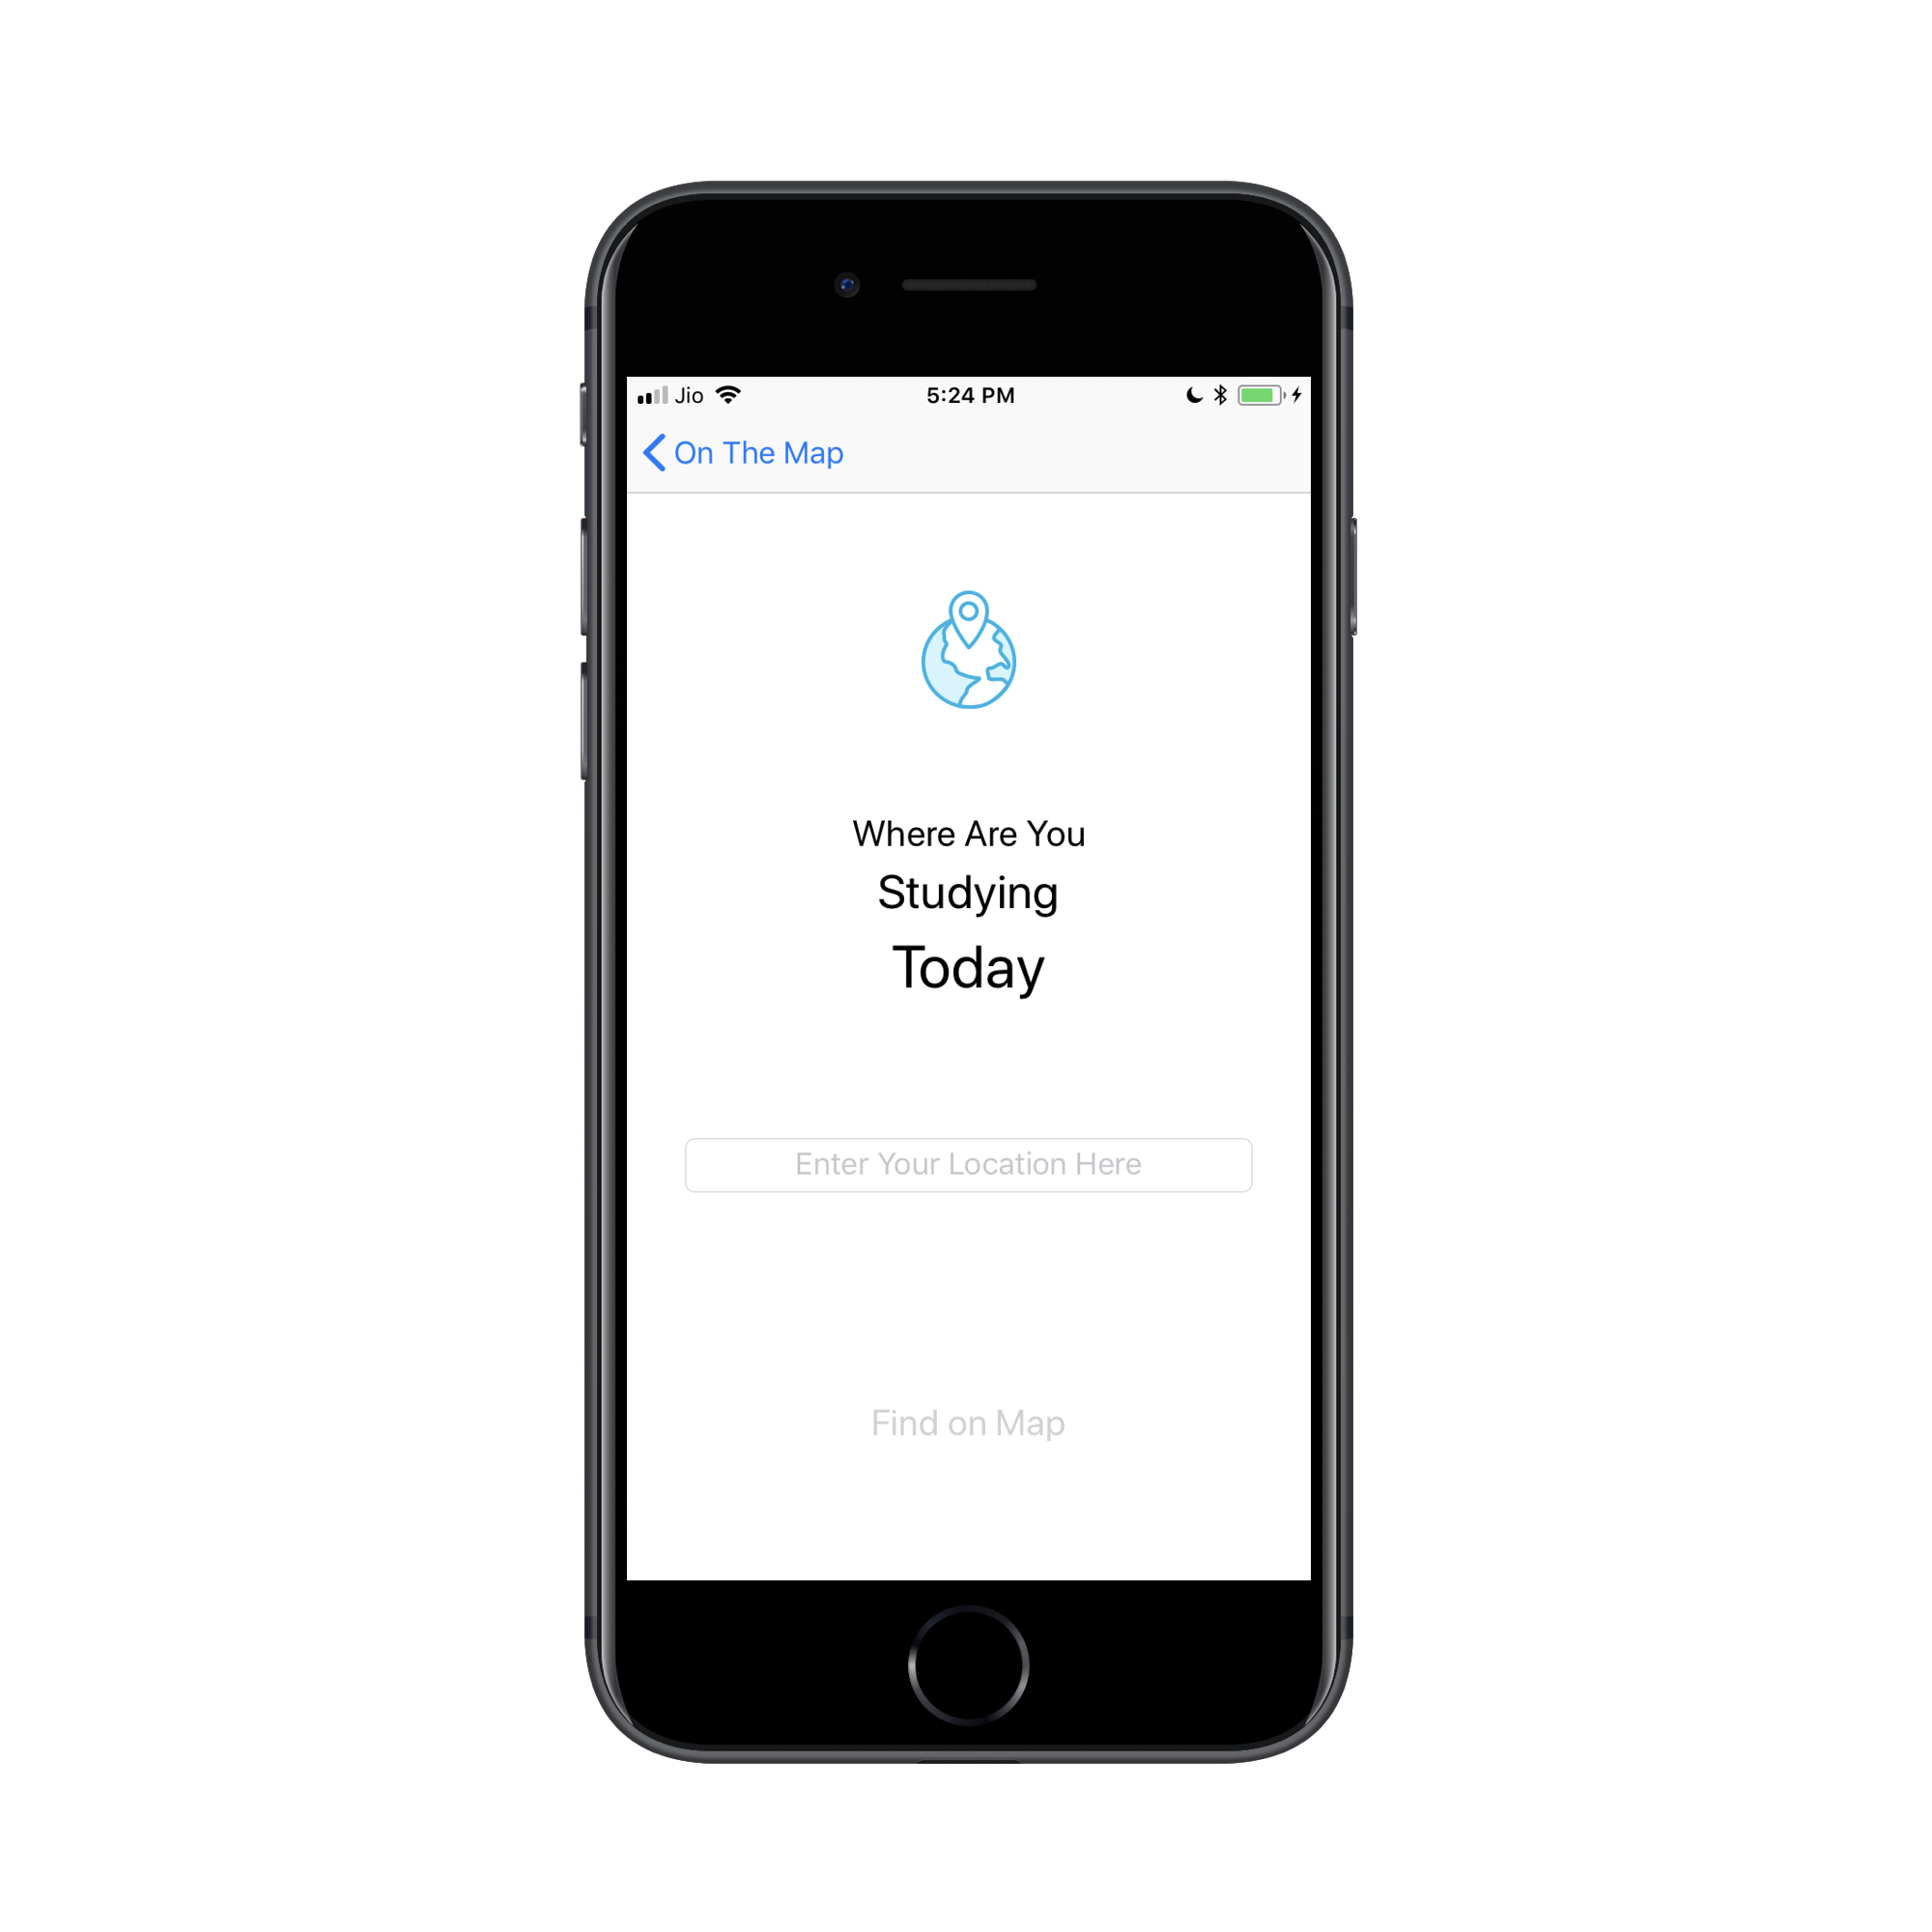 Jio 5:24 PM
On The Map
Where Are You
Studying
Today
Enter Your Location Here
Find on Map